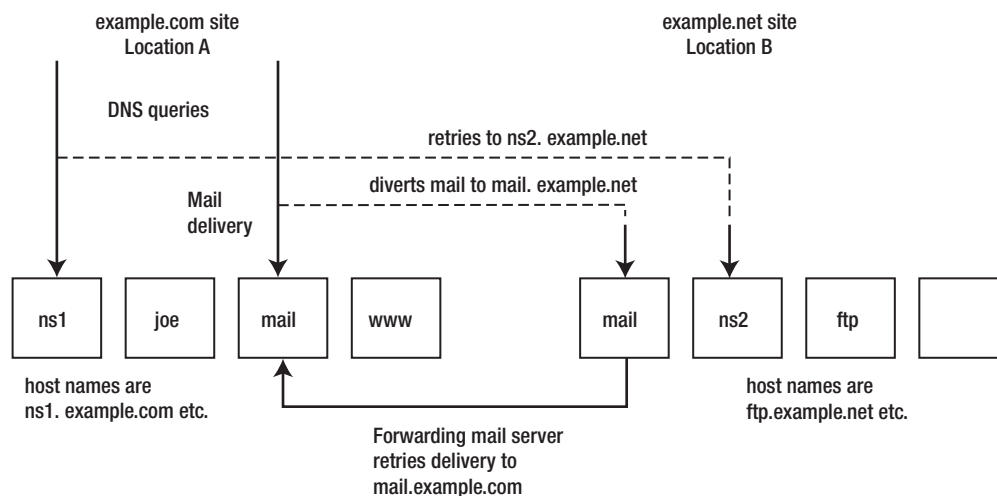 example.com site
Location A
example.net site
Location B
DNS queries
retries to ns2. example.net
diverts mail to mail. example.net
Mail
delivery
ns1
joe
mail
www
mail
ns2
ftp
host names are
ns1. example.com etc.
host names are
ftp.example.net etc.
Forwarding mail server
retries delivery to
mail.example.com